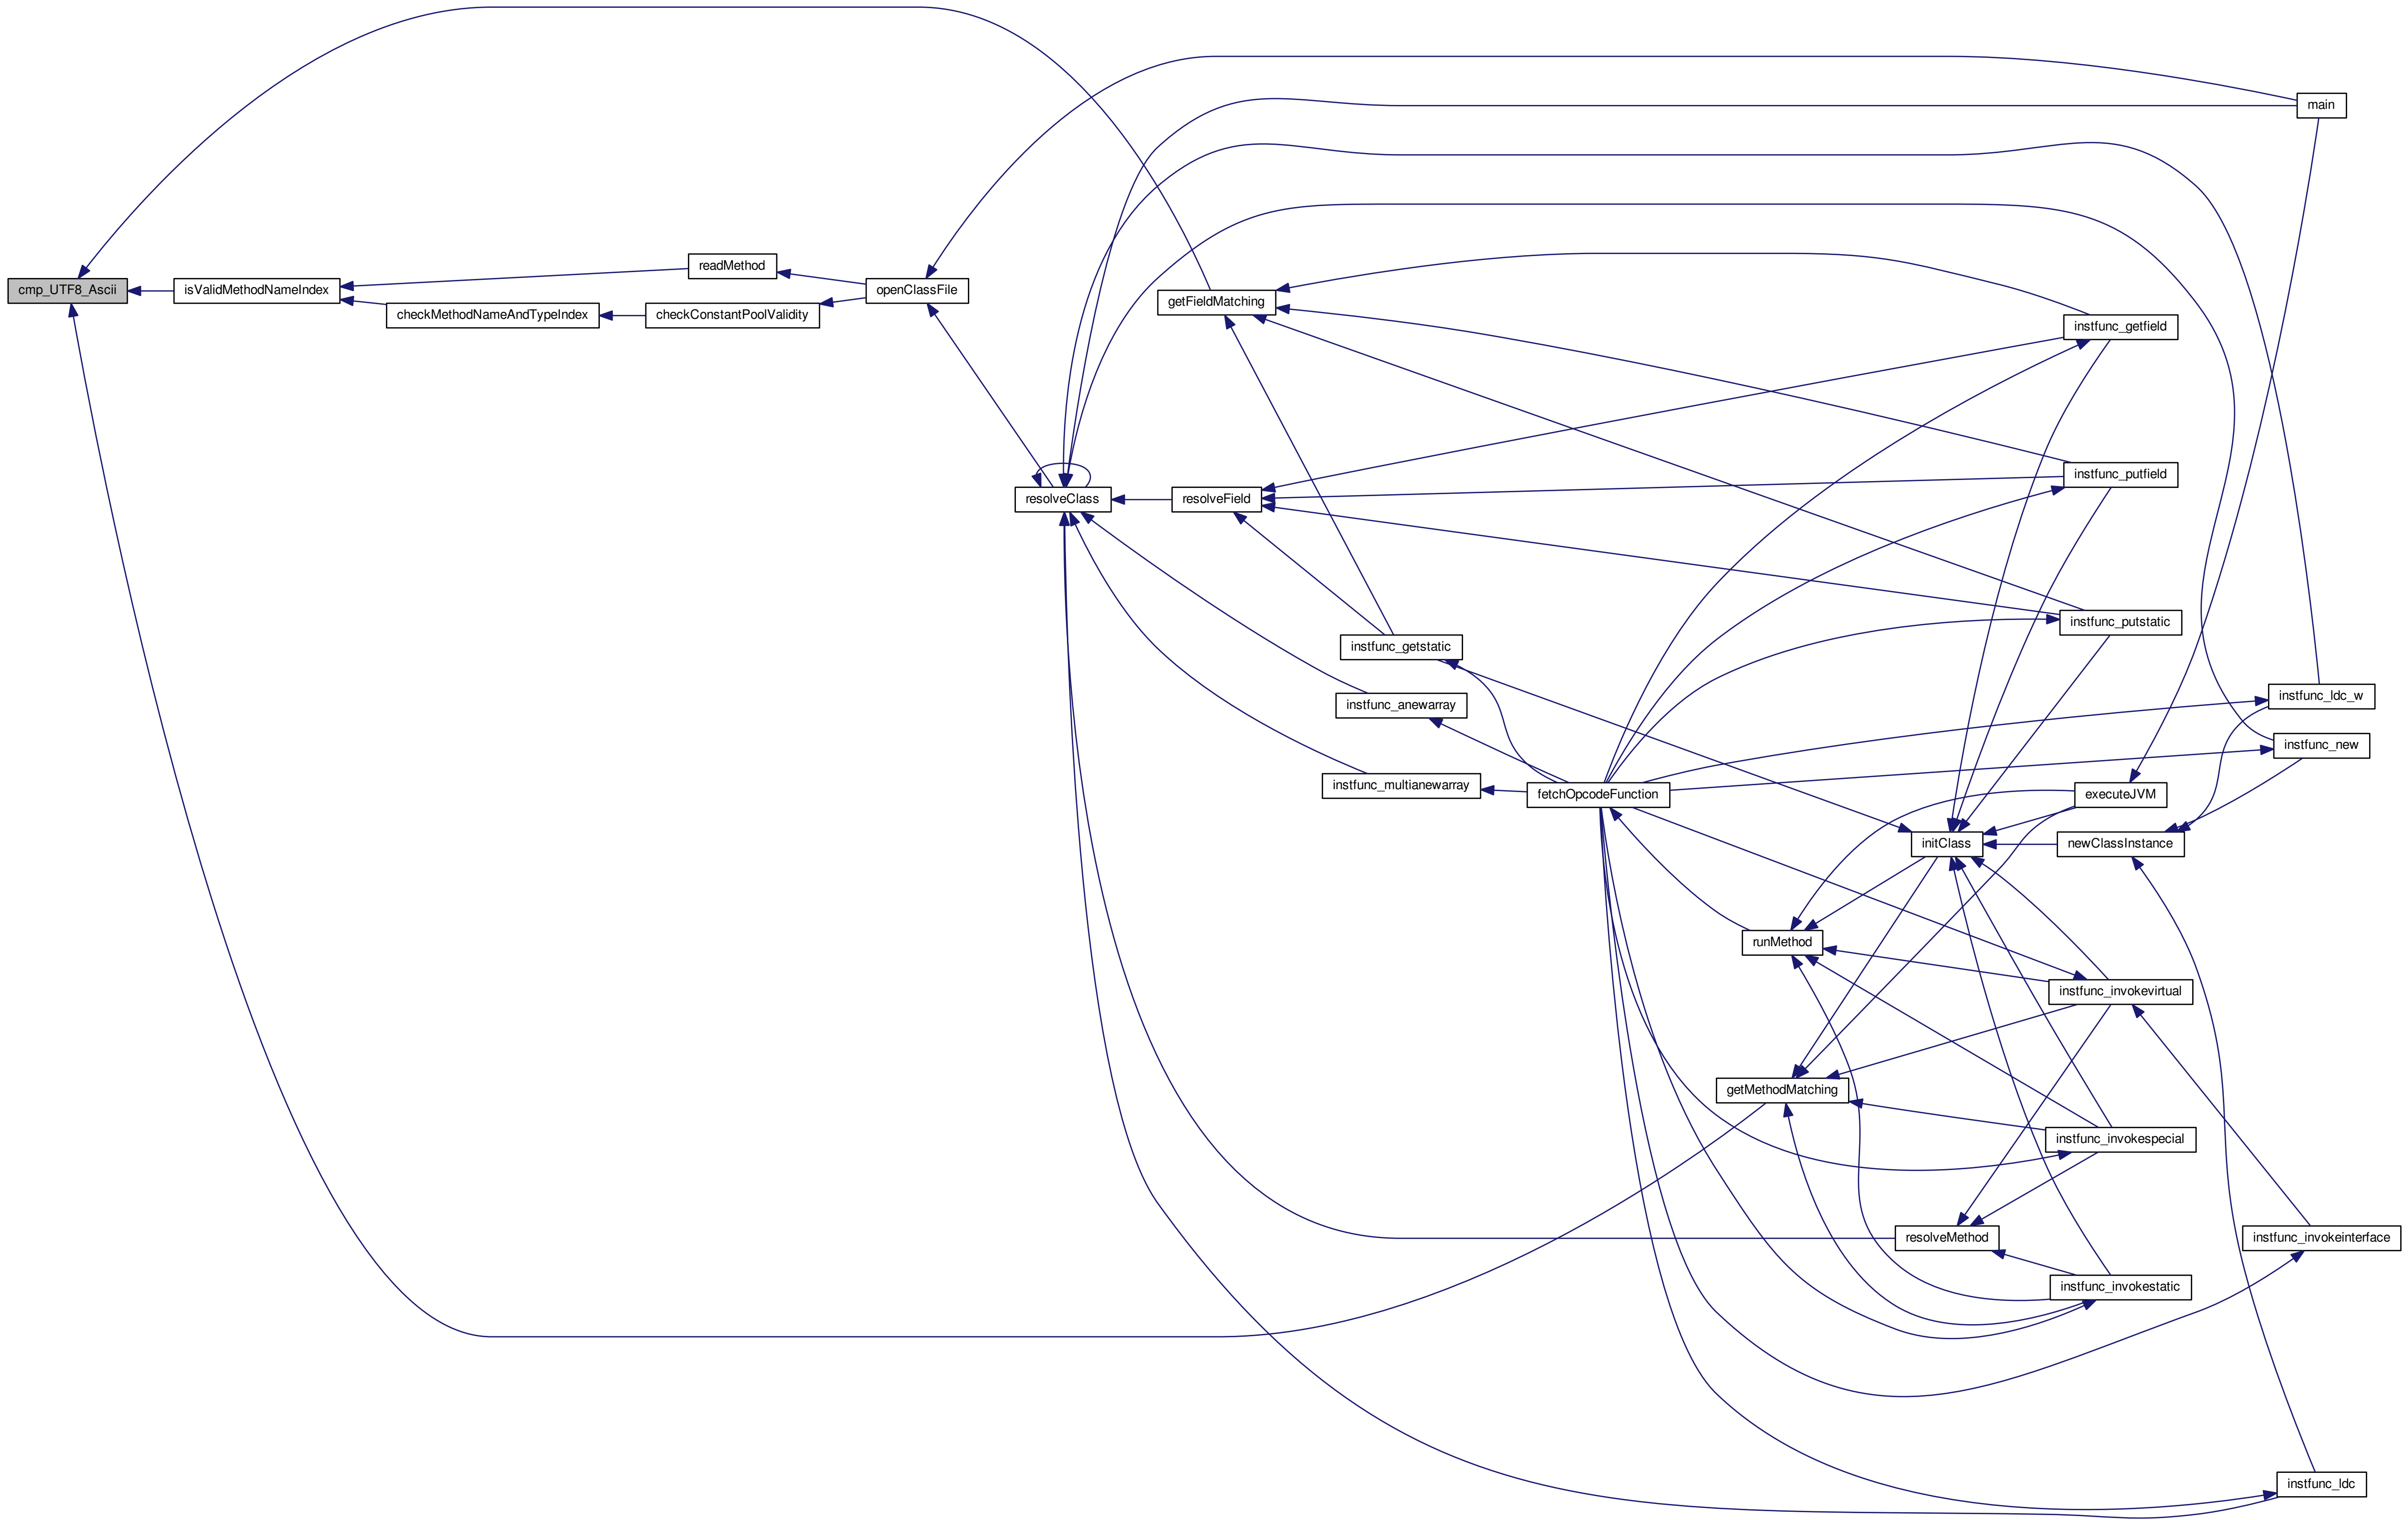 main
cmp_UTF8_Ascii
isValidMethodNameIndex
readMethod
checkMethodNameAndTypeIndex
checkConstantPoolValidity
openClassFile
getFieldMatching
instfunc_getfield
resolveClass
resolveField
instfunc_putfield
instfunc_putstatic
instfunc_getstatic
instfunc_anewarray
instfunc_ldc_w
instfunc_new
instfunc_multianewarray
fetchOpcodeFunction
executeJVM
initClass
newClassInstance
runMethod
instfunc_invokevirtual
getMethodMatching
instfunc_invokespecial
resolveMethod
instfunc_invokeinterface
instfunc_invokestatic
instfunc_ldc